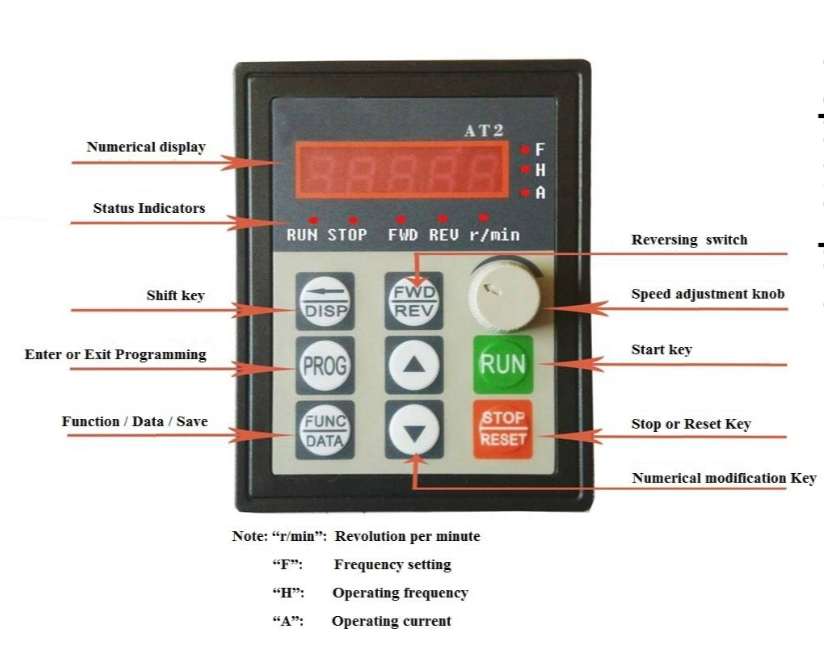 AT2
Numerical display
F
H
A
Status Indicators
RUN STOP FWD REV r/min
Reversing switch
Shift key
←
DISP
FWD
REV
Speed adjustment knob
Enter or Exit Programming
PROG
▲
RUN
Start key
Function / Data / Save
FUNC
DATA
▼
STOP
RESET
Stop or Reset Key
Numerical modification Key
Note: “r/min”: Revolution per minute
“F”: Frequency setting
“H”: Operating frequency
“A”: Operating current